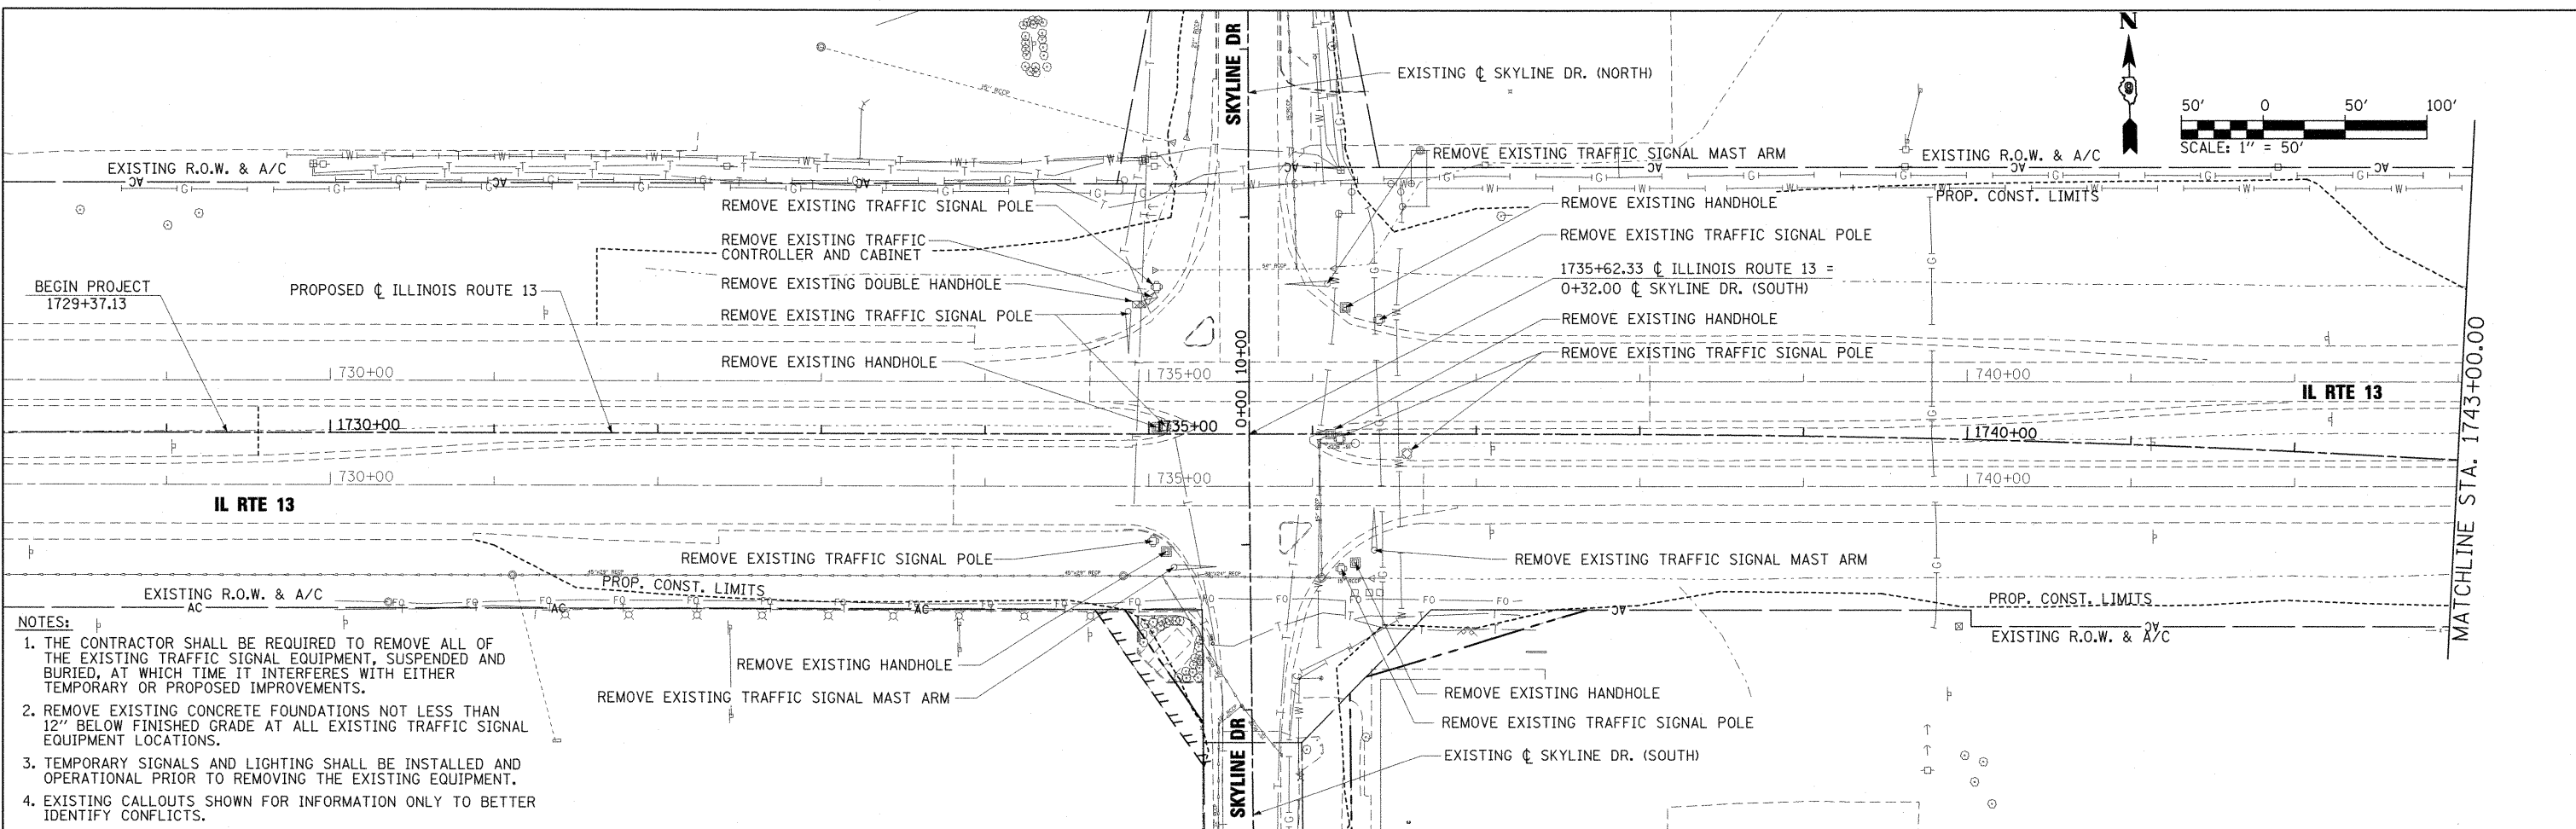 SKYLINE DR
EXISTING ℄ SKYLINE DR. (NORTH)
N
50' 0 50' 100'
SCALE: 1" = 50'
EXISTING R.O.W. & A/C
REMOVE EXISTING TRAFFIC SIGNAL MAST ARM
EXISTING R.O.W. & A/C
PROP. CONST. LIMITS
REMOVE EXISTING TRAFFIC SIGNAL POLE
REMOVE EXISTING HANDHOLE
REMOVE EXISTING TRAFFIC
CONTROLLER AND CABINET
REMOVE EXISTING TRAFFIC SIGNAL POLE
BEGIN PROJECT
1729+37.13
PROPOSED ℄ ILLINOIS ROUTE 13
REMOVE EXISTING DOUBLE HANDHOLE
1735+62.33 ℄ ILLINOIS ROUTE 13 =
0+32.00 ℄ SKYLINE DR. (SOUTH)
REMOVE EXISTING TRAFFIC SIGNAL POLE
REMOVE EXISTING HANDHOLE
REMOVE EXISTING HANDHOLE
REMOVE EXISTING TRAFFIC SIGNAL POLE
0+00 10+00
730+00
735+00
740+00
IL RTE 13
1730+00
1735+00
1740+00
MATCHLINE STA. 1743+00.00
730+00
735+00
740+00
IL RTE 13
REMOVE EXISTING TRAFFIC SIGNAL POLE
REMOVE EXISTING TRAFFIC SIGNAL MAST ARM
PROP. CONST. LIMITS
EXISTING R.O.W. & A/C
PROP. CONST. LIMITS
EXISTING R.O.W. & A/C
REMOVE EXISTING HANDHOLE
REMOVE EXISTING TRAFFIC SIGNAL MAST ARM
REMOVE EXISTING HANDHOLE
REMOVE EXISTING TRAFFIC SIGNAL POLE
EXISTING ℄ SKYLINE DR. (SOUTH)
SKYLINE DR
NOTES:
1. THE CONTRACTOR SHALL BE REQUIRED TO REMOVE ALL OF
THE EXISTING TRAFFIC SIGNAL EQUIPMENT, SUSPENDED AND
BURIED, AT WHICH TIME IT INTERFERES WITH EITHER
TEMPORARY OR PROPOSED IMPROVEMENTS.
2. REMOVE EXISTING CONCRETE FOUNDATIONS NOT LESS THAN
12" BELOW FINISHED GRADE AT ALL EXISTING TRAFFIC SIGNAL
EQUIPMENT LOCATIONS.
3. TEMPORARY SIGNALS AND LIGHTING SHALL BE INSTALLED AND
OPERATIONAL PRIOR TO REMOVING THE EXISTING EQUIPMENT.
4. EXISTING CALLOUTS SHOWN FOR INFORMATION ONLY TO BETTER
IDENTIFY CONFLICTS.